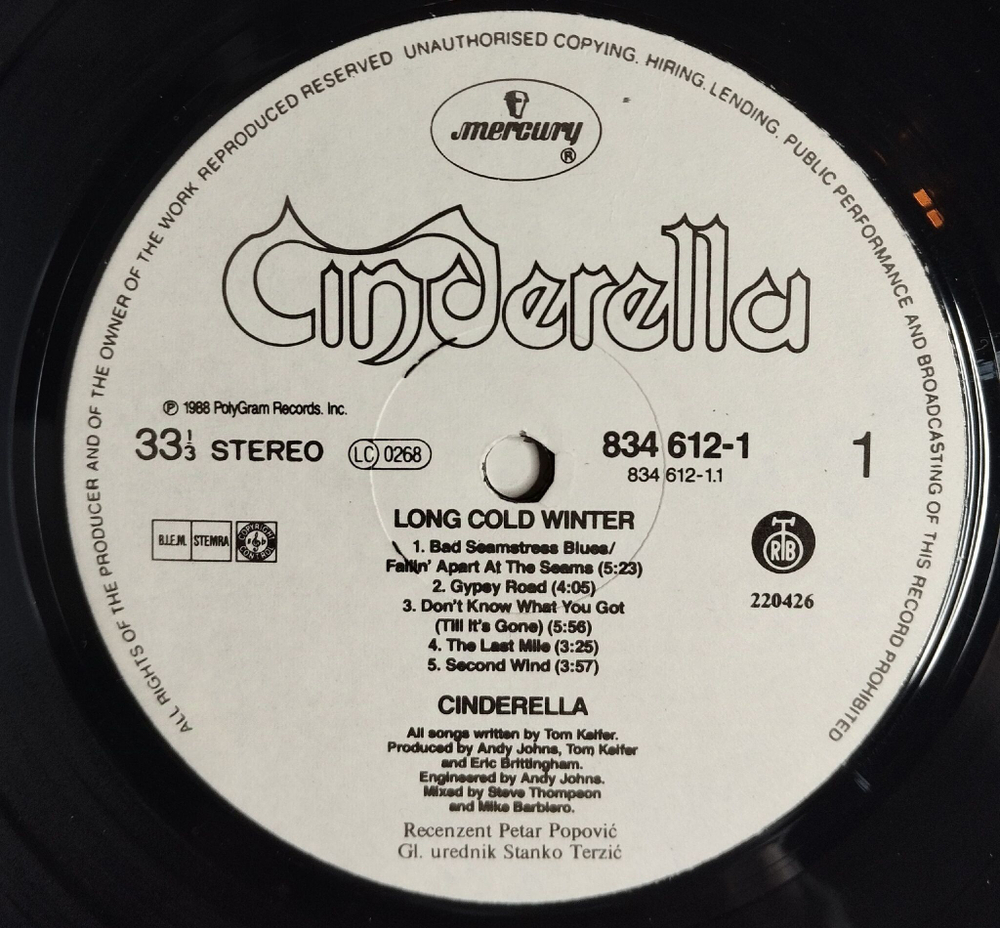 ALL RIGHTS OF THE PRODUCER AND OF THE OWNER OF THE WORK REPRODUCED RESERVED UNAUTHORISED COPYING. HIRING. LENDING. PUBLIC PERFORMANCE AND BROADCASTING OF THIS RECORD PROHIBITED
mercury
®
Cinderella
℗ 1988 PolyGram Records. Inc.
33⅓ STEREO
LC 0268
834 612-1
834 612-1.1
1
B.I.E.M. STEMRA
COPYRIGHT CONTROL
RTB
220426
LONG COLD WINTER
1. Bad Seamstress Blues/
Fallin' Apart At The Seams (5:23)
2. Gypsy Road (4:05)
3. Don't Know What You Got
(Till It's Gone) (5:56)
4. The Last Mile (3:25)
5. Second Wind (3:57)
CINDERELLA
All songs written by Tom Keifer.
Produced by Andy Johns, Tom Keifer
and Eric Brittingham.
Engineered by Andy Johns.
Mixed by Steve Thompson
and Mike Barbiero.
Recenzent Petar Popović
Gl. urednik Stanko Terzić